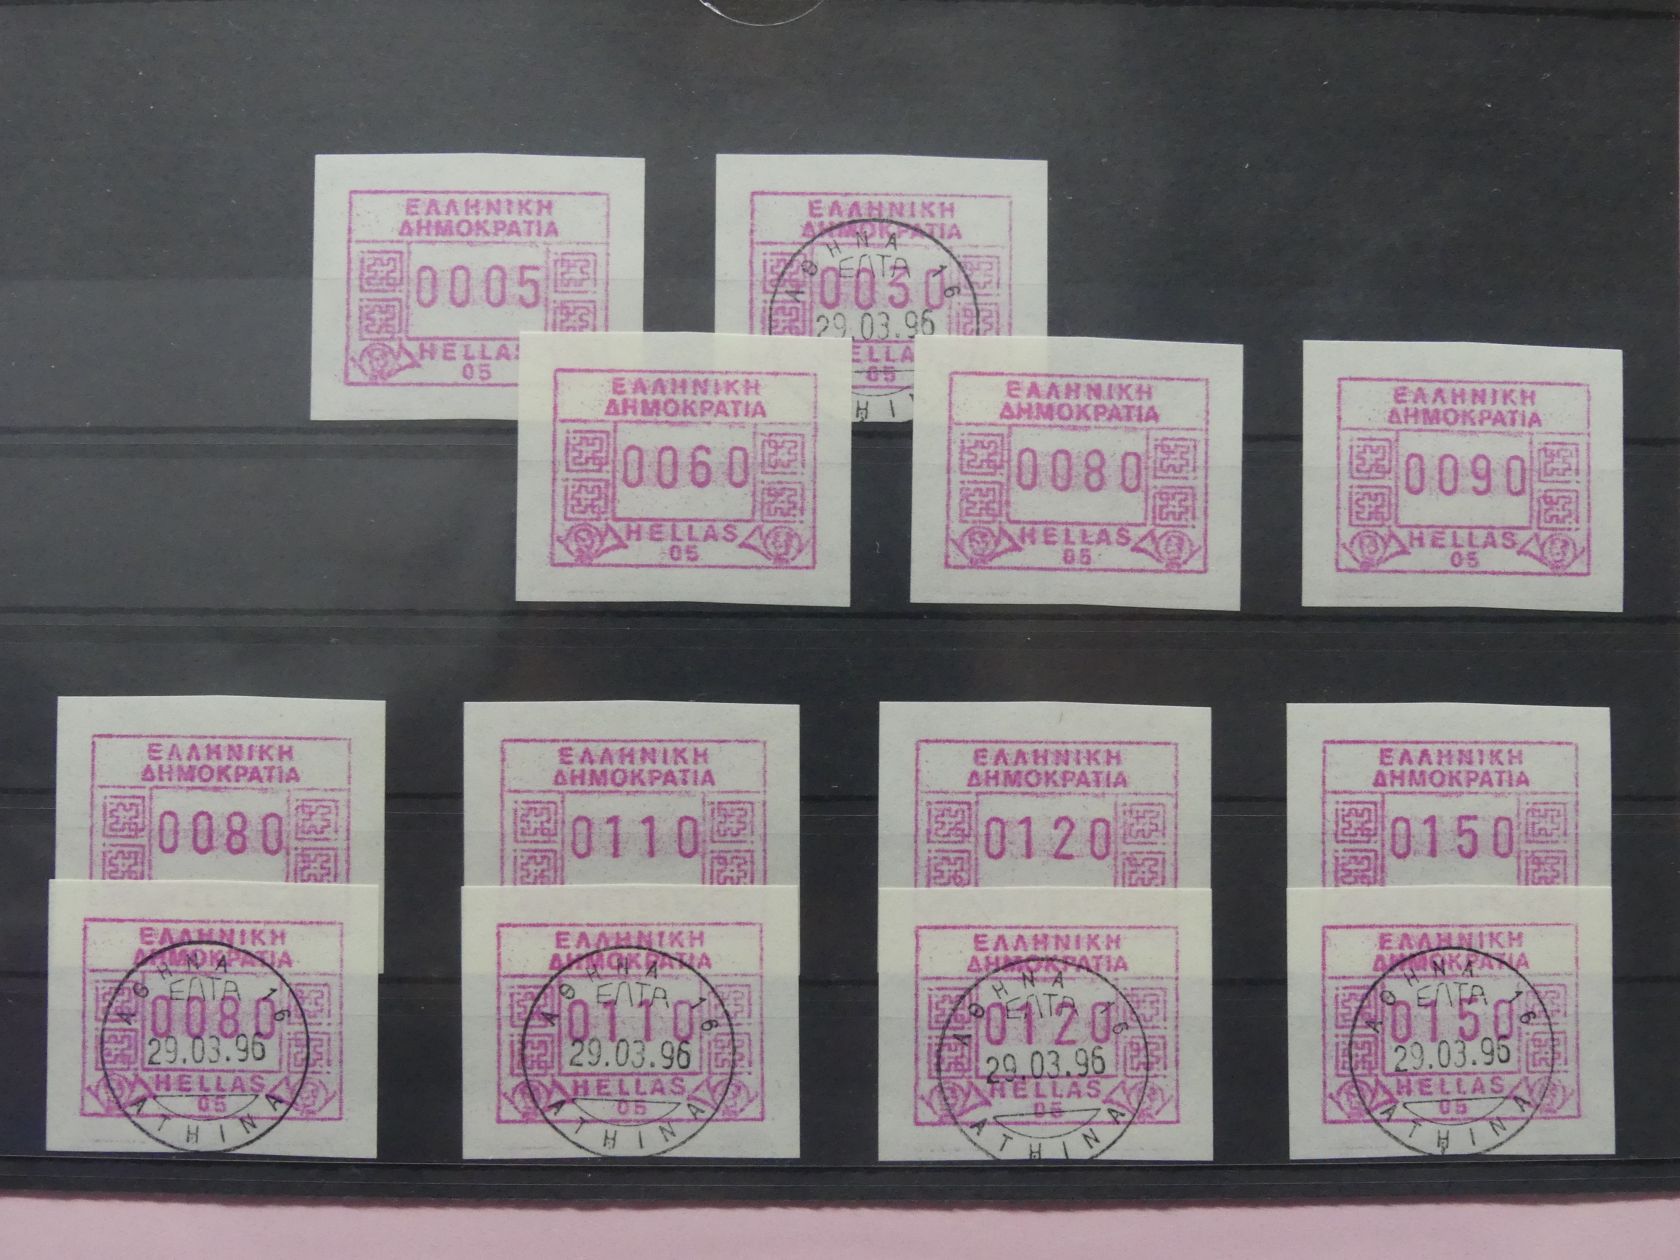 ΕΛΛΗΝΙΚΗ
ΔΗΜΟΚΡΑΤΙΑ
0005
HELLAS
05
ΕΛΛΗΝΙΚΗ
ΔΗΜΟΚΡΑΤΙΑ
ΑΘΗΝΑ 16
ΕΛΤΑ
0030
29.03.96
ELLA
05
HI
ΕΛΛΗΝΙΚΗ
ΔΗΜΟΚΡΑΤΙΑ
0060
HELLAS
05
ΕΛΛΗΝΙΚΗ
ΔΗΜΟΚΡΑΤΙΑ
0080
HELLAS
05
ΕΛΛΗΝΙΚΗ
ΔΗΜΟΚΡΑΤΙΑ
0090
HELLAS
05
ΕΛΛΗΝΙΚΗ
ΔΗΜΟΚΡΑΤΙΑ
0080
ΕΛΛΗΝΙΚΗ
ΔΗΜΟΚΡΑΤΙΑ
0110
ΕΛΛΗΝΙΚΗ
ΔΗΜΟΚΡΑΤΙΑ
0120
ΕΛΛΗΝΙΚΗ
ΔΗΜΟΚΡΑΤΙΑ
0150
ΕΛΛΗΝΙΚΗ
ΔΗΜΟΚΡΑΤΙΑ
ΑΘΗΝΑ 16
ΕΛΤΑ
0080
29.03.96
HELLAS
05
ATHINA
ΕΛΛΗΝΙΚΗ
ΔΗΜΟΚΡΑΤΙΑ
ΑΘΗΝΑ 16
ΕΛΤΑ
0110
29.03.96
HELLAS
05
ATHINA
ΕΛΛΗΝΙΚΗ
ΔΗΜΟΚΡΑΤΙΑ
ΑΘΗΝΑ 16
ΕΛΤΑ
0120
29.03.96
HELLAS
05
ATHINA
ΕΛΛΗΝΙΚΗ
ΔΗΜΟΚΡΑΤΙΑ
ΑΘΗΝΑ 16
ΕΛΤΑ
0150
29.03.96
HELLAS
05
ATHINA